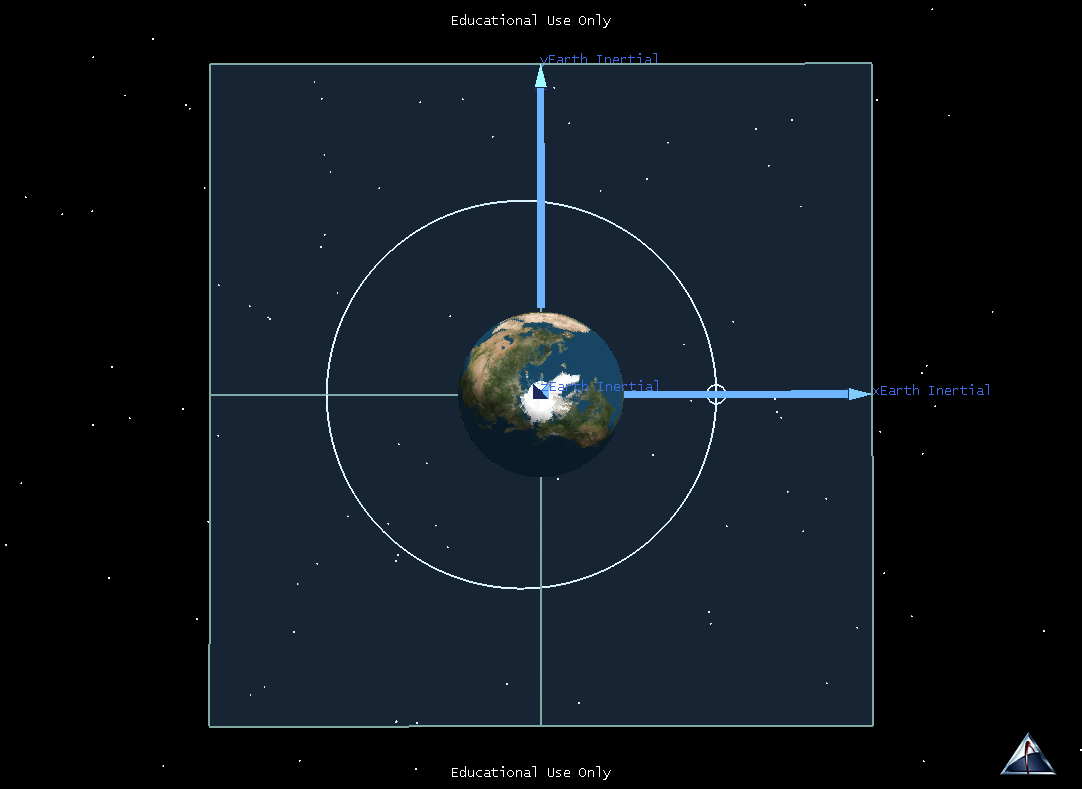 Educational Use Only
yEarth Inertial
zEarth Inertial
xEarth Inertial
Educational Use Only